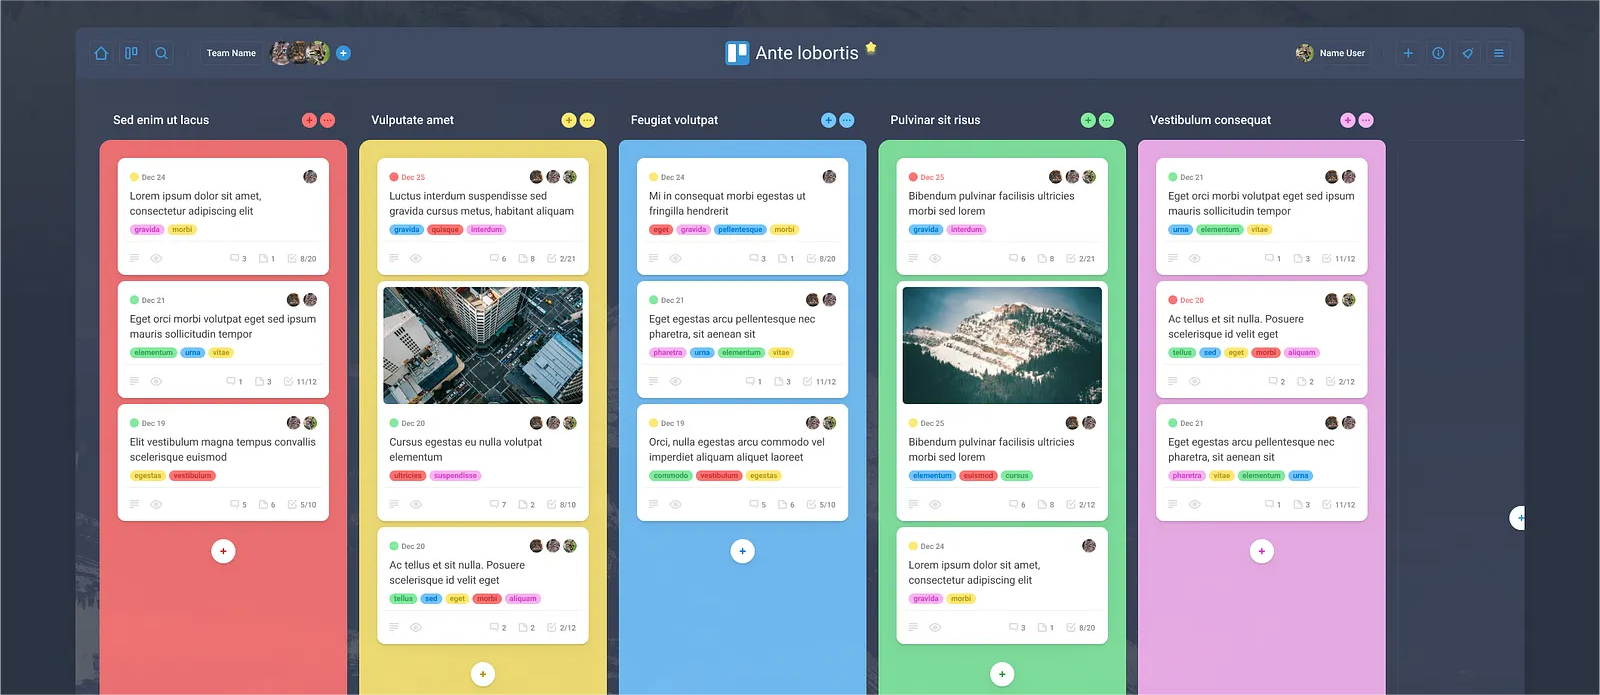 Team Name
Ante lobortis
Name User
Sed enim ut lacus
Dec 24
Lorem ipsum dolor sit amet,
consectetur adipiscing elit
gravida morbi
3 1 8/20
Dec 21
Eget orci morbi volutpat eget sed ipsum
mauris sollicitudin tempor
elementum urna vitae
1 3 11/12
Dec 19
Elit vestibulum magna tempus convallis
scelerisque euismod
egestas vestibulum
5 6 5/10
Vulputate amet
Dec 25
Luctus interdum suspendisse sed
gravida cursus metus, habitant aliquam
gravida quisque interdum
6 8 2/21
Dec 20
Cursus egestas eu nulla volutpat
elementum
ultricies suspendisse
7 2 8/10
Dec 20
Ac tellus et sit nulla. Posuere
scelerisque id velit eget
tellus sed eget morbi aliquam
2 2 2/12
Feugiat volutpat
Dec 24
Mi in consequat morbi egestas ut
fringilla hendrerit
eget gravida pellentesque morbi
3 1 8/20
Dec 21
Eget egestas arcu pellentesque nec
pharetra, sit aenean sit
pharetra urna elementum vitae
1 3 11/12
Dec 19
Orci, nulla egestas arcu commodo vel
imperdiet aliquam aliquet laoreet
commodo vestibulum egestas
5 6 5/10
Pulvinar sit risus
Dec 25
Bibendum pulvinar facilisis ultricies
morbi sed lorem
gravida interdum
6 8 2/21
Dec 25
Bibendum pulvinar facilisis ultricies
morbi sed lorem
elementum euismod cursus
6 8 2/12
Dec 24
Lorem ipsum dolor sit amet,
consectetur adipiscing elit
gravida morbi
3 1 8/20
Vestibulum consequat
Dec 21
Eget orci morbi volutpat eget sed ipsum
mauris sollicitudin tempor
urna elementum vitae
1 3 11/12
Dec 20
Ac tellus et sit nulla. Posuere
scelerisque id velit eget
tellus sed eget morbi aliquam
2 2 2/12
Dec 21
Eget egestas arcu pellentesque nec
pharetra, sit aenean sit
pharetra vitae elementum urna
1 3 11/12